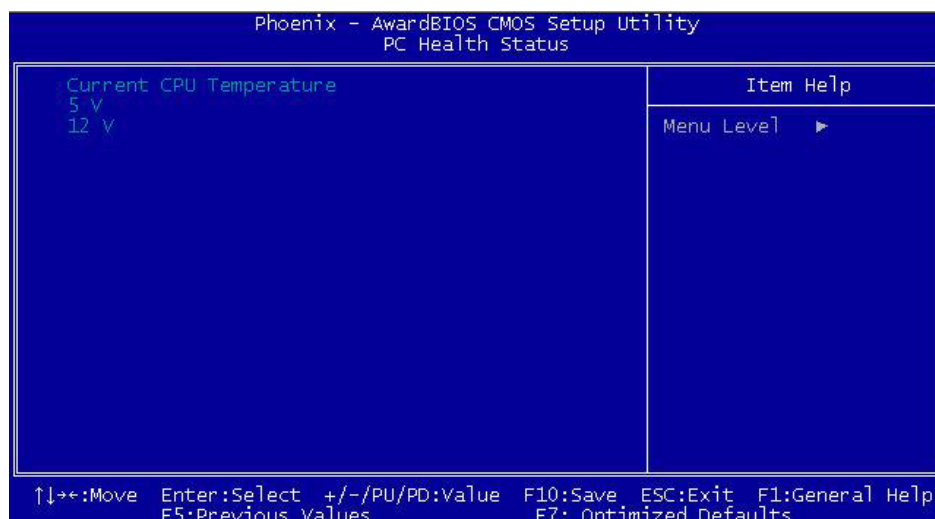 Phoenix - AwardBIOS CMOS Setup Utility
PC Health Status
Current CPU Temperature
5 V
12 V
Item Help
Menu Level ►
↑↓→←:Move Enter:Select +/-/PU/PD:Value F10:Save ESC:Exit F1:General Help
F5:Previous Values F7: Optimized Defaults